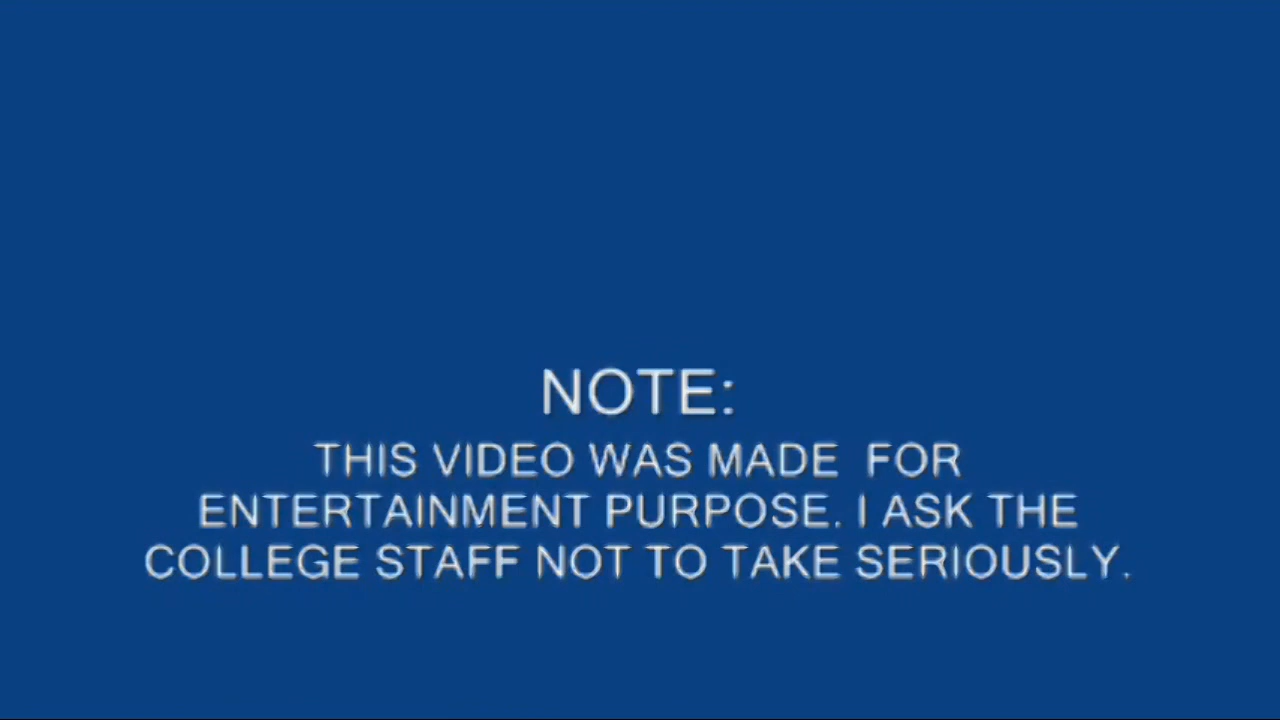 NOTE:
THIS VIDEO WAS MADE  FOR
ENTERTAINMENT PURPOSE. I ASK THE
COLLEGE STAFF NOT TO TAKE SERIOUSLY.